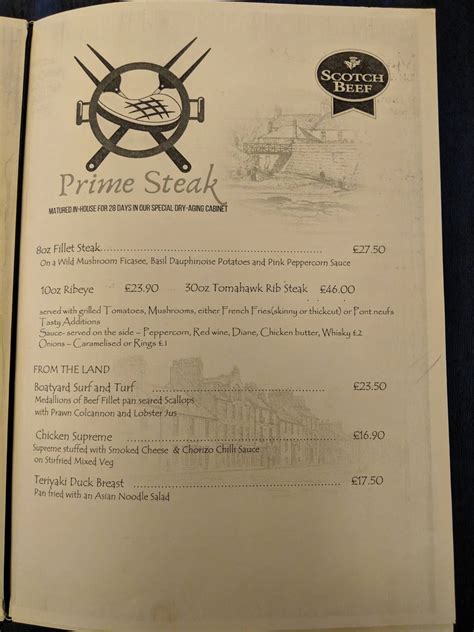 SCOTCH
BEEF
Prime Steak
MATURED IN-HOUSE FOR 28 DAYS IN OUR SPECIAL DRY-AGING CABINET
8oz Fillet Steak........................................................ £27.50
On a Wild Mushroom Ficasee, Basil Dauphinoise Potatoes and Pink Peppercorn Sauce
10oz Ribeye £23.90 30oz Tomahawk Rib Steak £46.00
served with grilled Tomatoes, Mushrooms, either French Fries(skinny or thickcut) or Pont neufs
Tasty Additions
Sauce- served on the side – Peppercorn, Red wine, Diane, Chicken butter, Whisky £2
Onions – Caramelised or Rings £1
FROM THE LAND
Boatyard Surf and Turf ................................................ £23.50
Medallions of Beef Fillet pan seared Scallops
with Prawn Colcannon and Lobster Jus
Chicken Supreme ........................................................ £16.90
Supreme stuffed with Smoked Cheese & Chorizo Chilli Sauce
on Stirfried Mixed Veg
Teriyaki Duck Breast .................................................... £17.50
Pan fried with an Asian Noodle Salad